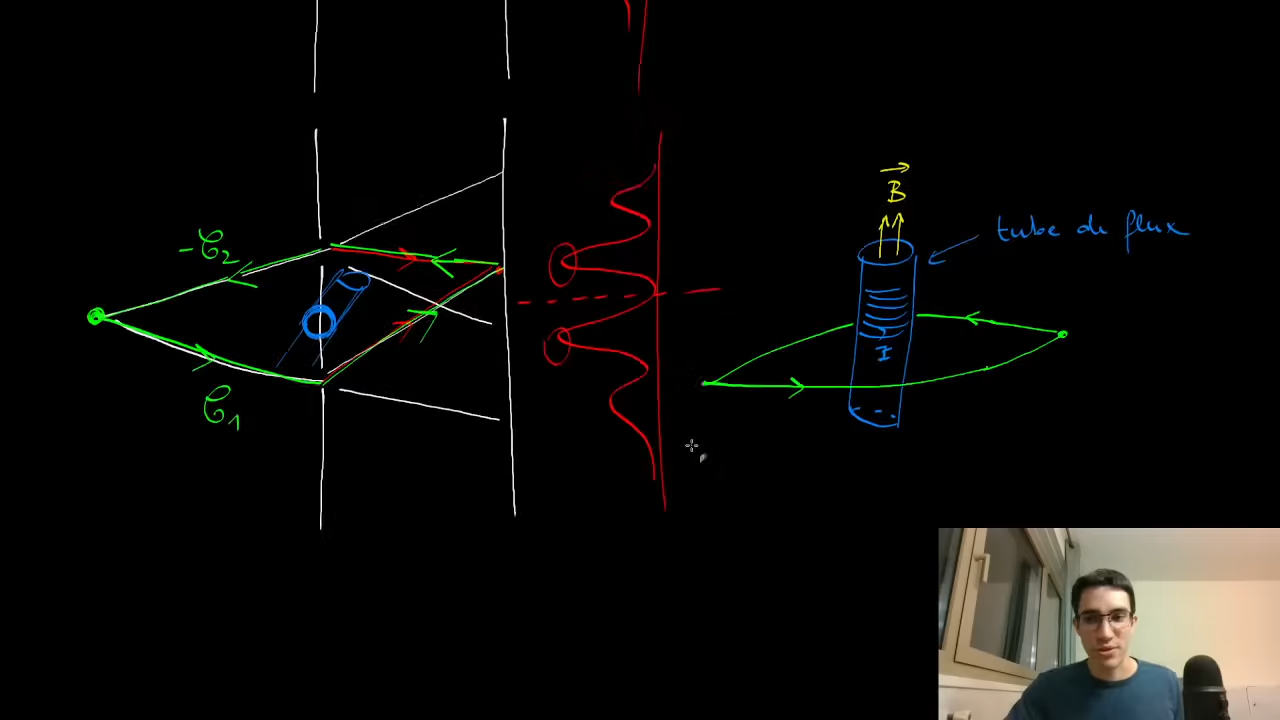 -C₂
C₁
B⃗
tube de flux
I